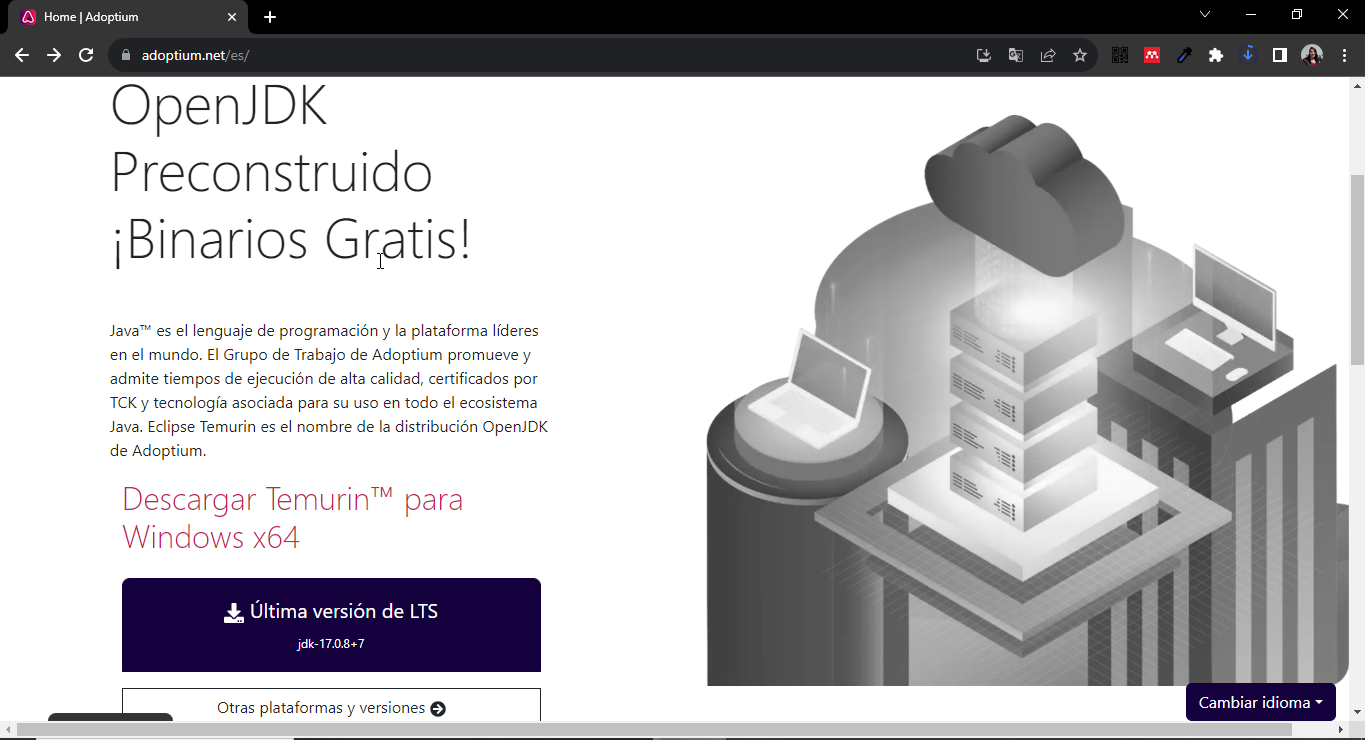 Home | Adoptium
adoptium.net/es/
OpenJDK
Preconstruido
¡Binarios Gratis!
Java™ es el lenguaje de programación y la plataforma líderes
en el mundo. El Grupo de Trabajo de Adoptium promueve y
admite tiempos de ejecución de alta calidad, certificados por
TCK y tecnología asociada para su uso en todo el ecosistema
Java. Eclipse Temurin es el nombre de la distribución OpenJDK
de Adoptium.
Descargar Temurin™ para
Windows x64
Última versión de LTS
jdk-17.0.8+7
Otras plataformas y versiones
Cambiar idioma